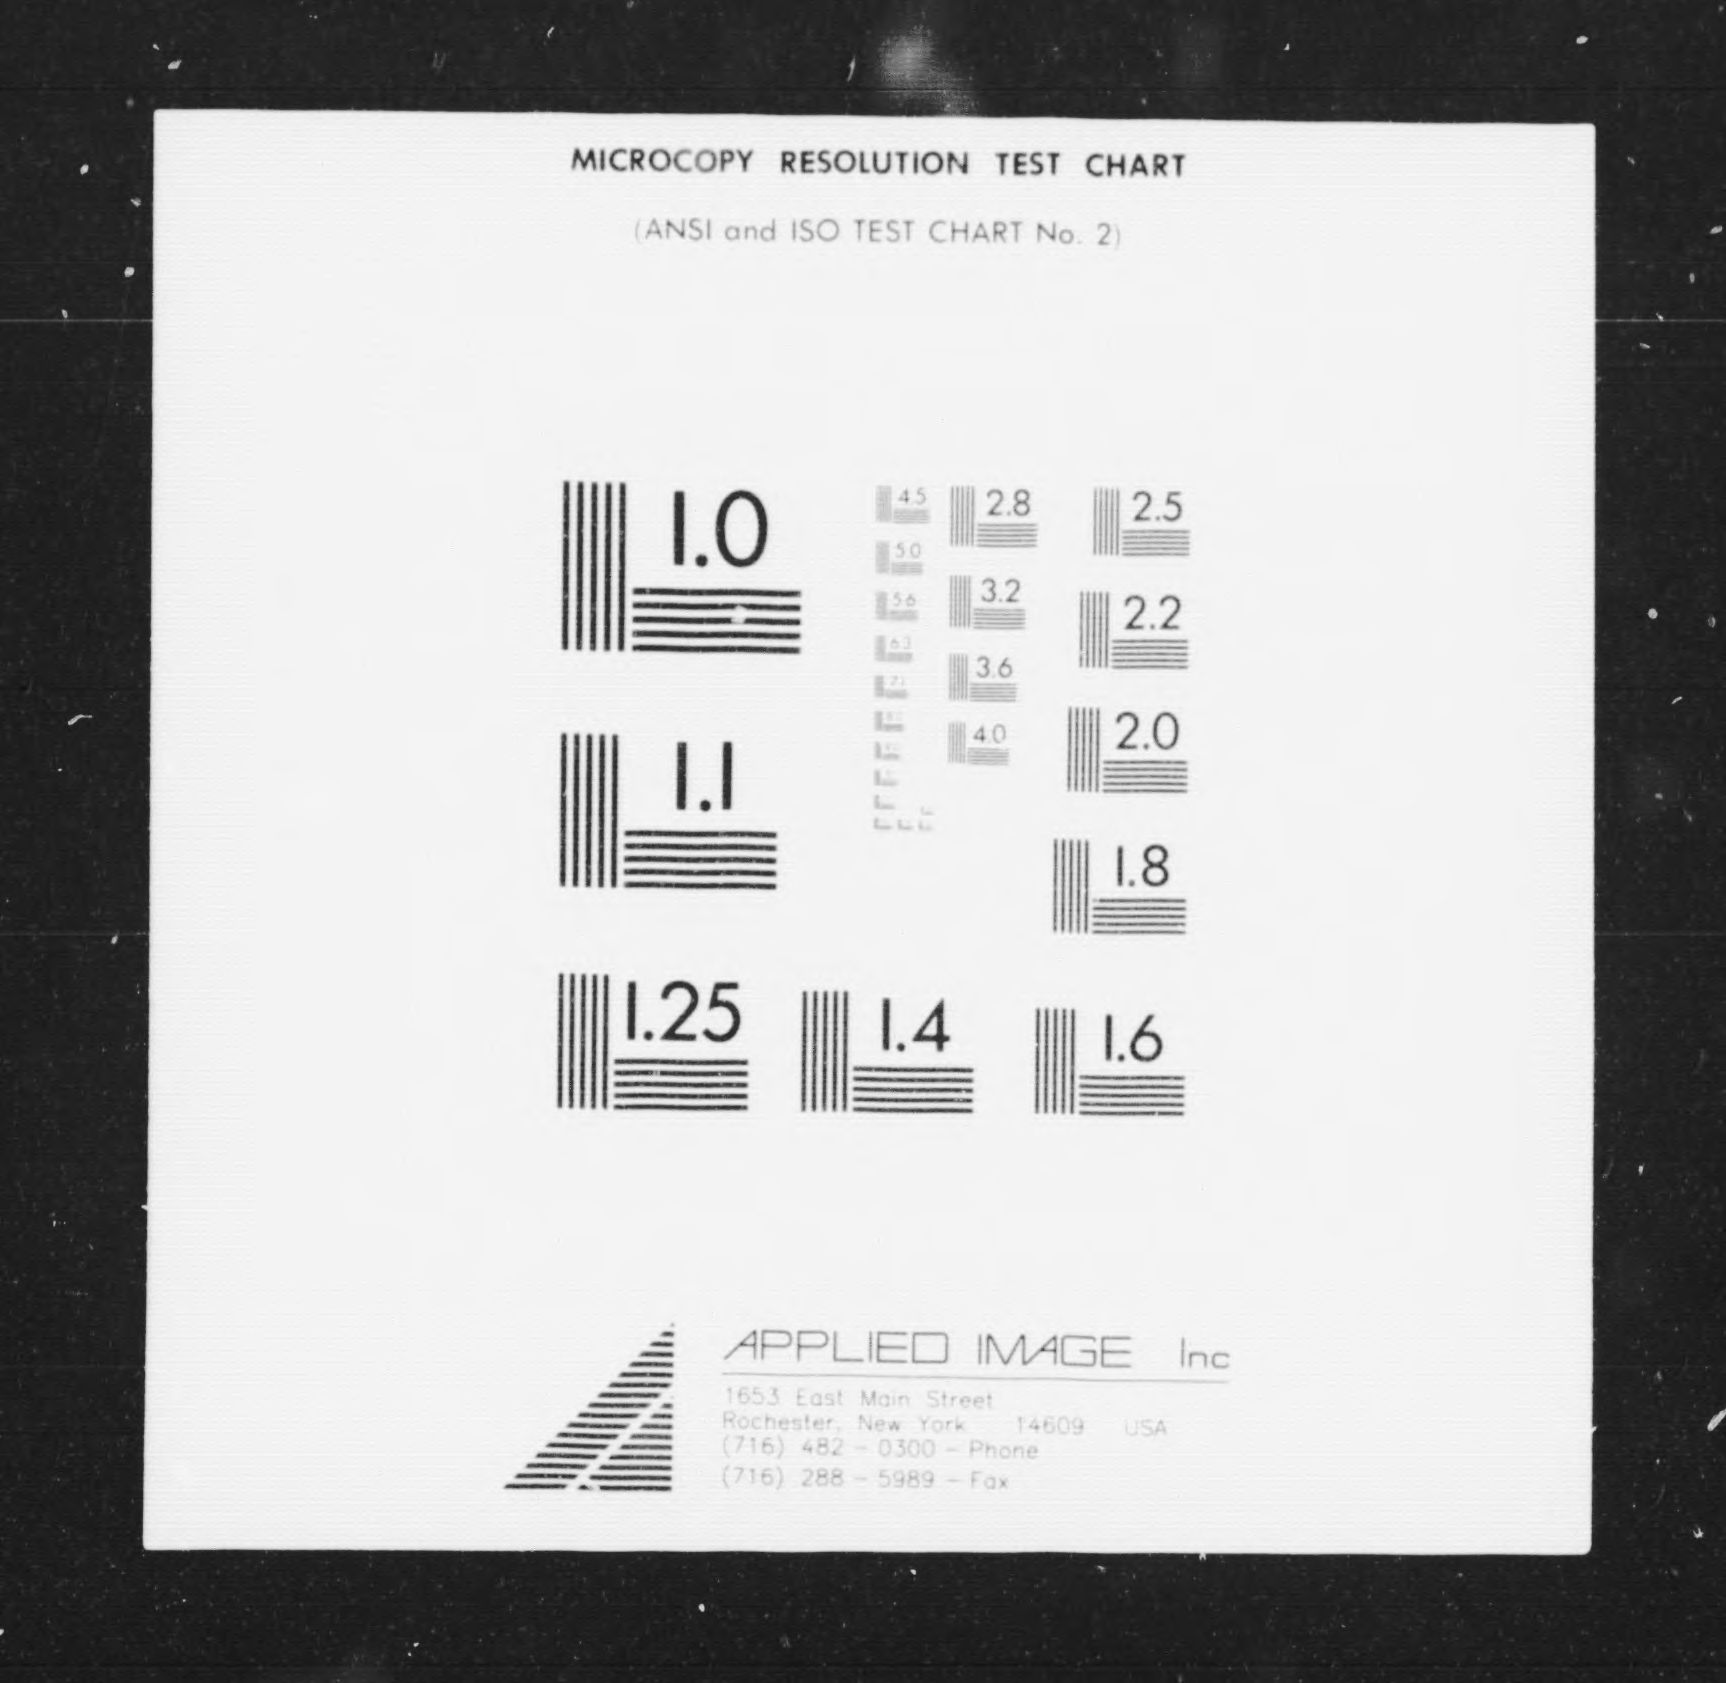 MICROCOPY RESOLUTION TEST CHART
(ANSI and ISO TEST CHART No. 2)
1.0
1.1
1.25
1.4
1.6
1.8
2.0
2.2
2.5
2.8
3.2
3.6
4.0
4.5
5.0
5.6
6.3
7.1
APPLIED IMAGE Inc
1653 East Main Street
Rochester, New York 14609 USA
(716) 482 - 0300 - Phone
(716) 288 - 5989 - Fax